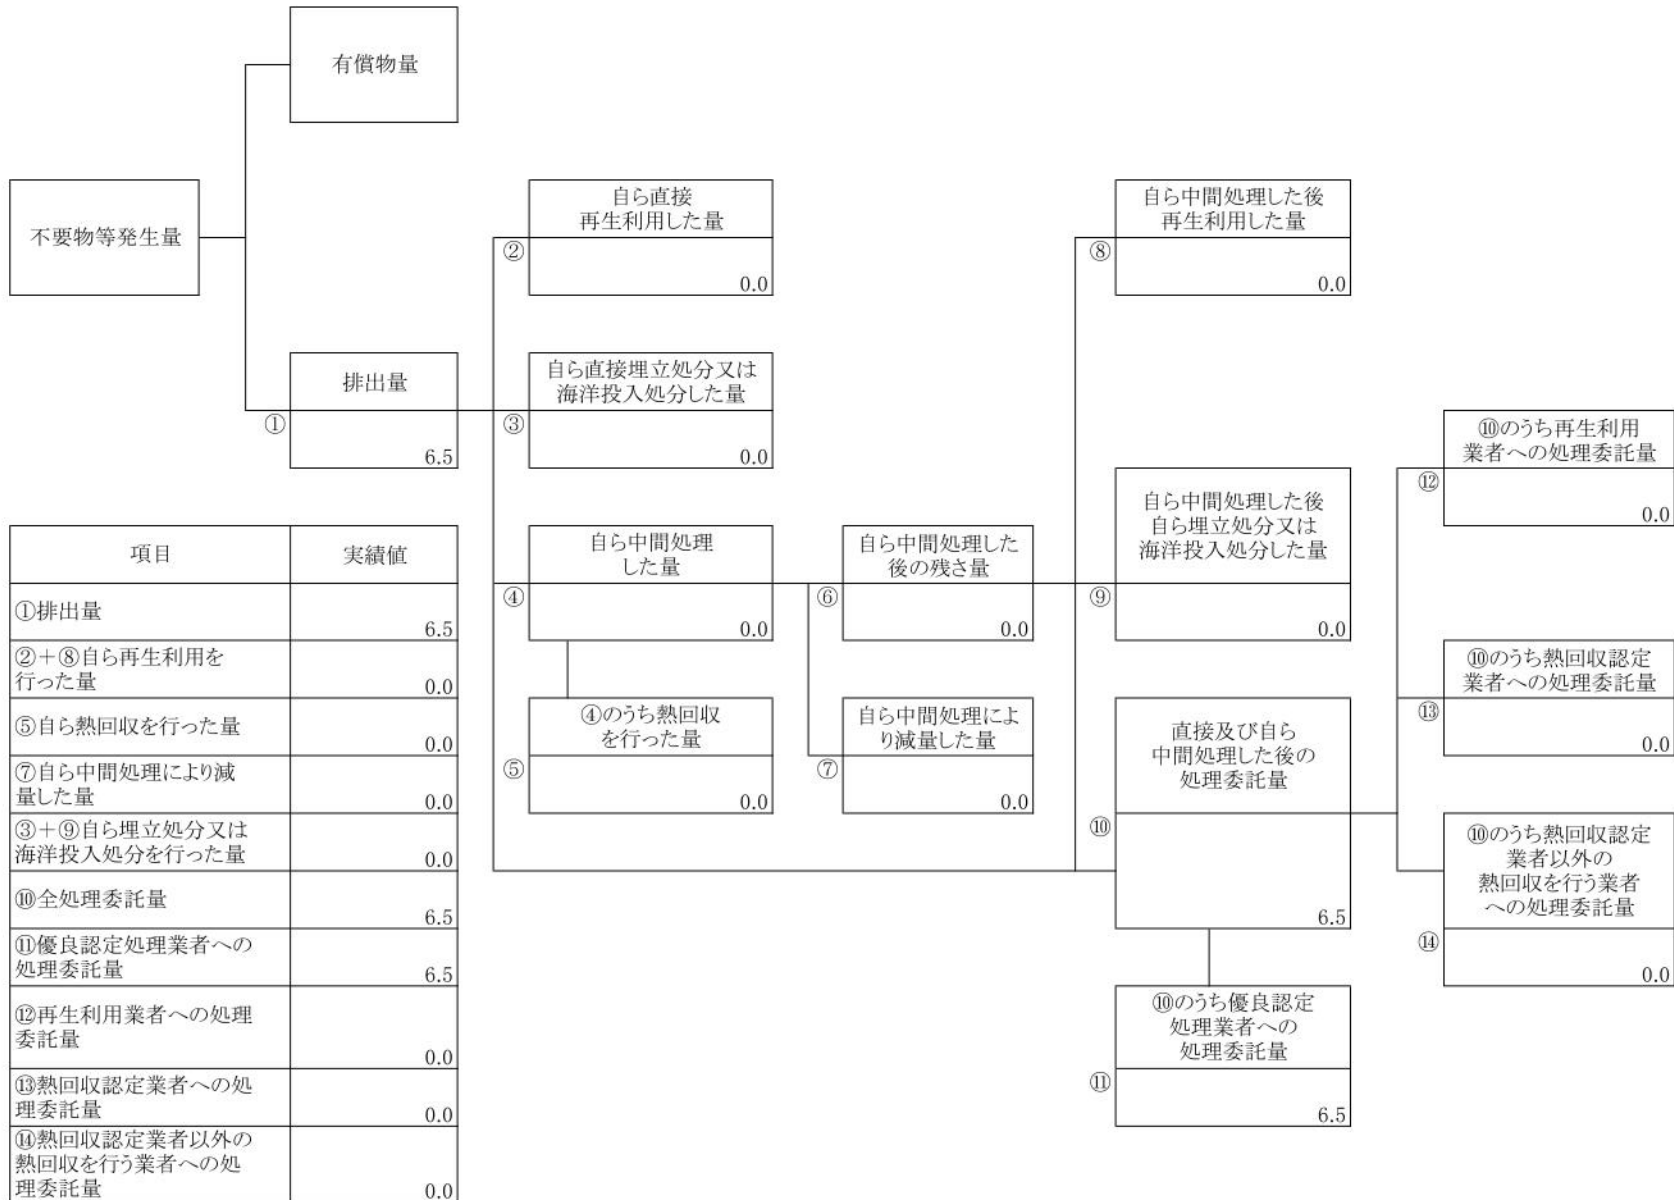 有償物量
不要物等発生量
自ら直接
再生利用した量
②
0.0
自ら中間処理した後
再生利用した量
⑧
0.0
排出量
①
6.5
自ら直接埋立処分又は
海洋投入処分した量
③
0.0
⑩のうち再生利用
業者への処理委託量
⑫
0.0
自ら中間処理
した量
④
0.0
自ら中間処理した
後の残さ量
⑥
0.0
自ら中間処理した後
自ら埋立処分又は
海洋投入処分した量
⑨
0.0
⑩のうち熱回収認定
業者への処理委託量
⑬
0.0
④のうち熱回収
を行った量
⑤
0.0
自ら中間処理によ
り減量した量
⑦
0.0
直接及び自ら
中間処理した後の
処理委託量
⑩
6.5
⑩のうち熱回収認定
業者以外の
熱回収を行う業者
への処理委託量
⑭
0.0
⑩のうち優良認定
処理業者への
処理委託量
⑪
6.5
項目 実績値
①排出量
6.5
②＋⑧自ら再生利用を
行った量
0.0
⑤自ら熱回収を行った量
0.0
⑦自ら中間処理により減
量した量
0.0
③＋⑨自ら埋立処分又は
海洋投入処分を行った量
0.0
⑩全処理委託量
6.5
⑪優良認定処理業者への
処理委託量
6.5
⑫再生利用業者への処理
委託量
0.0
⑬熱回収認定業者への処
理委託量
0.0
⑭熱回収認定業者以外の
熱回収を行う業者への処
理委託量
0.0